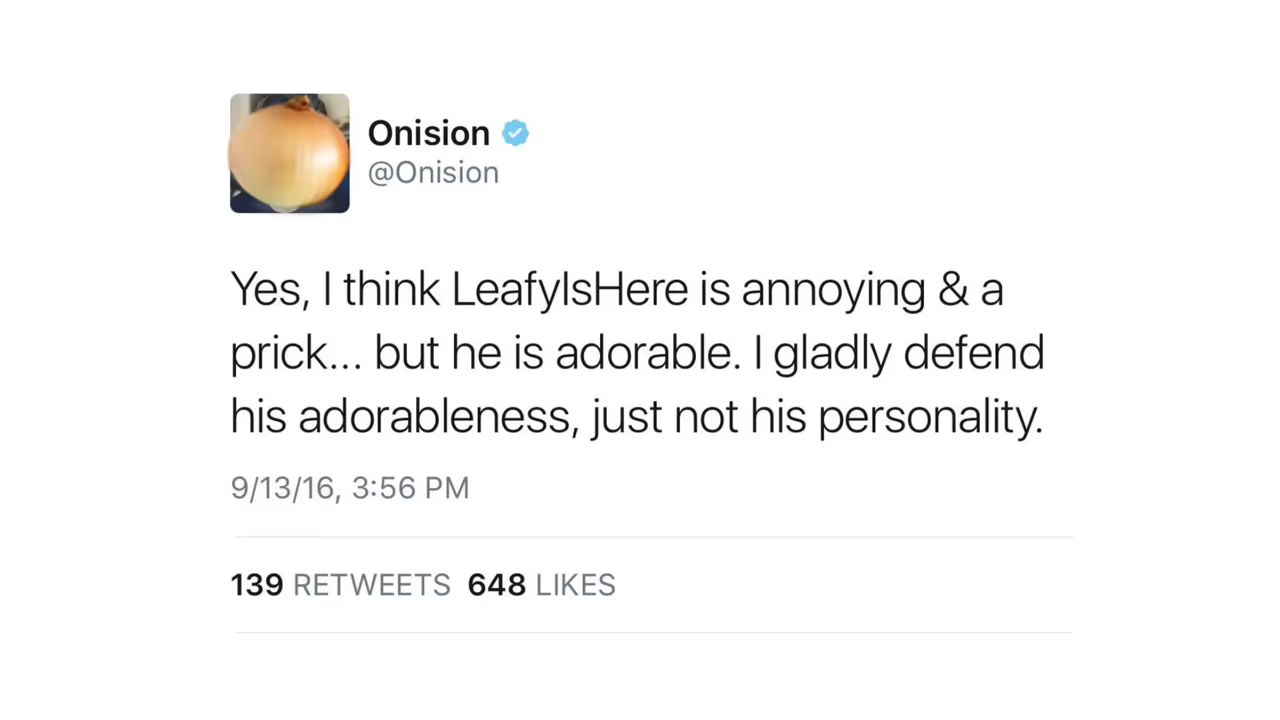 Onision
@Onision
Yes, I think LeafyIsHere is annoying & a
prick... but he is adorable. I gladly defend
his adorableness, just not his personality.
9/13/16, 3:56 PM
139 RETWEETS 648 LIKES